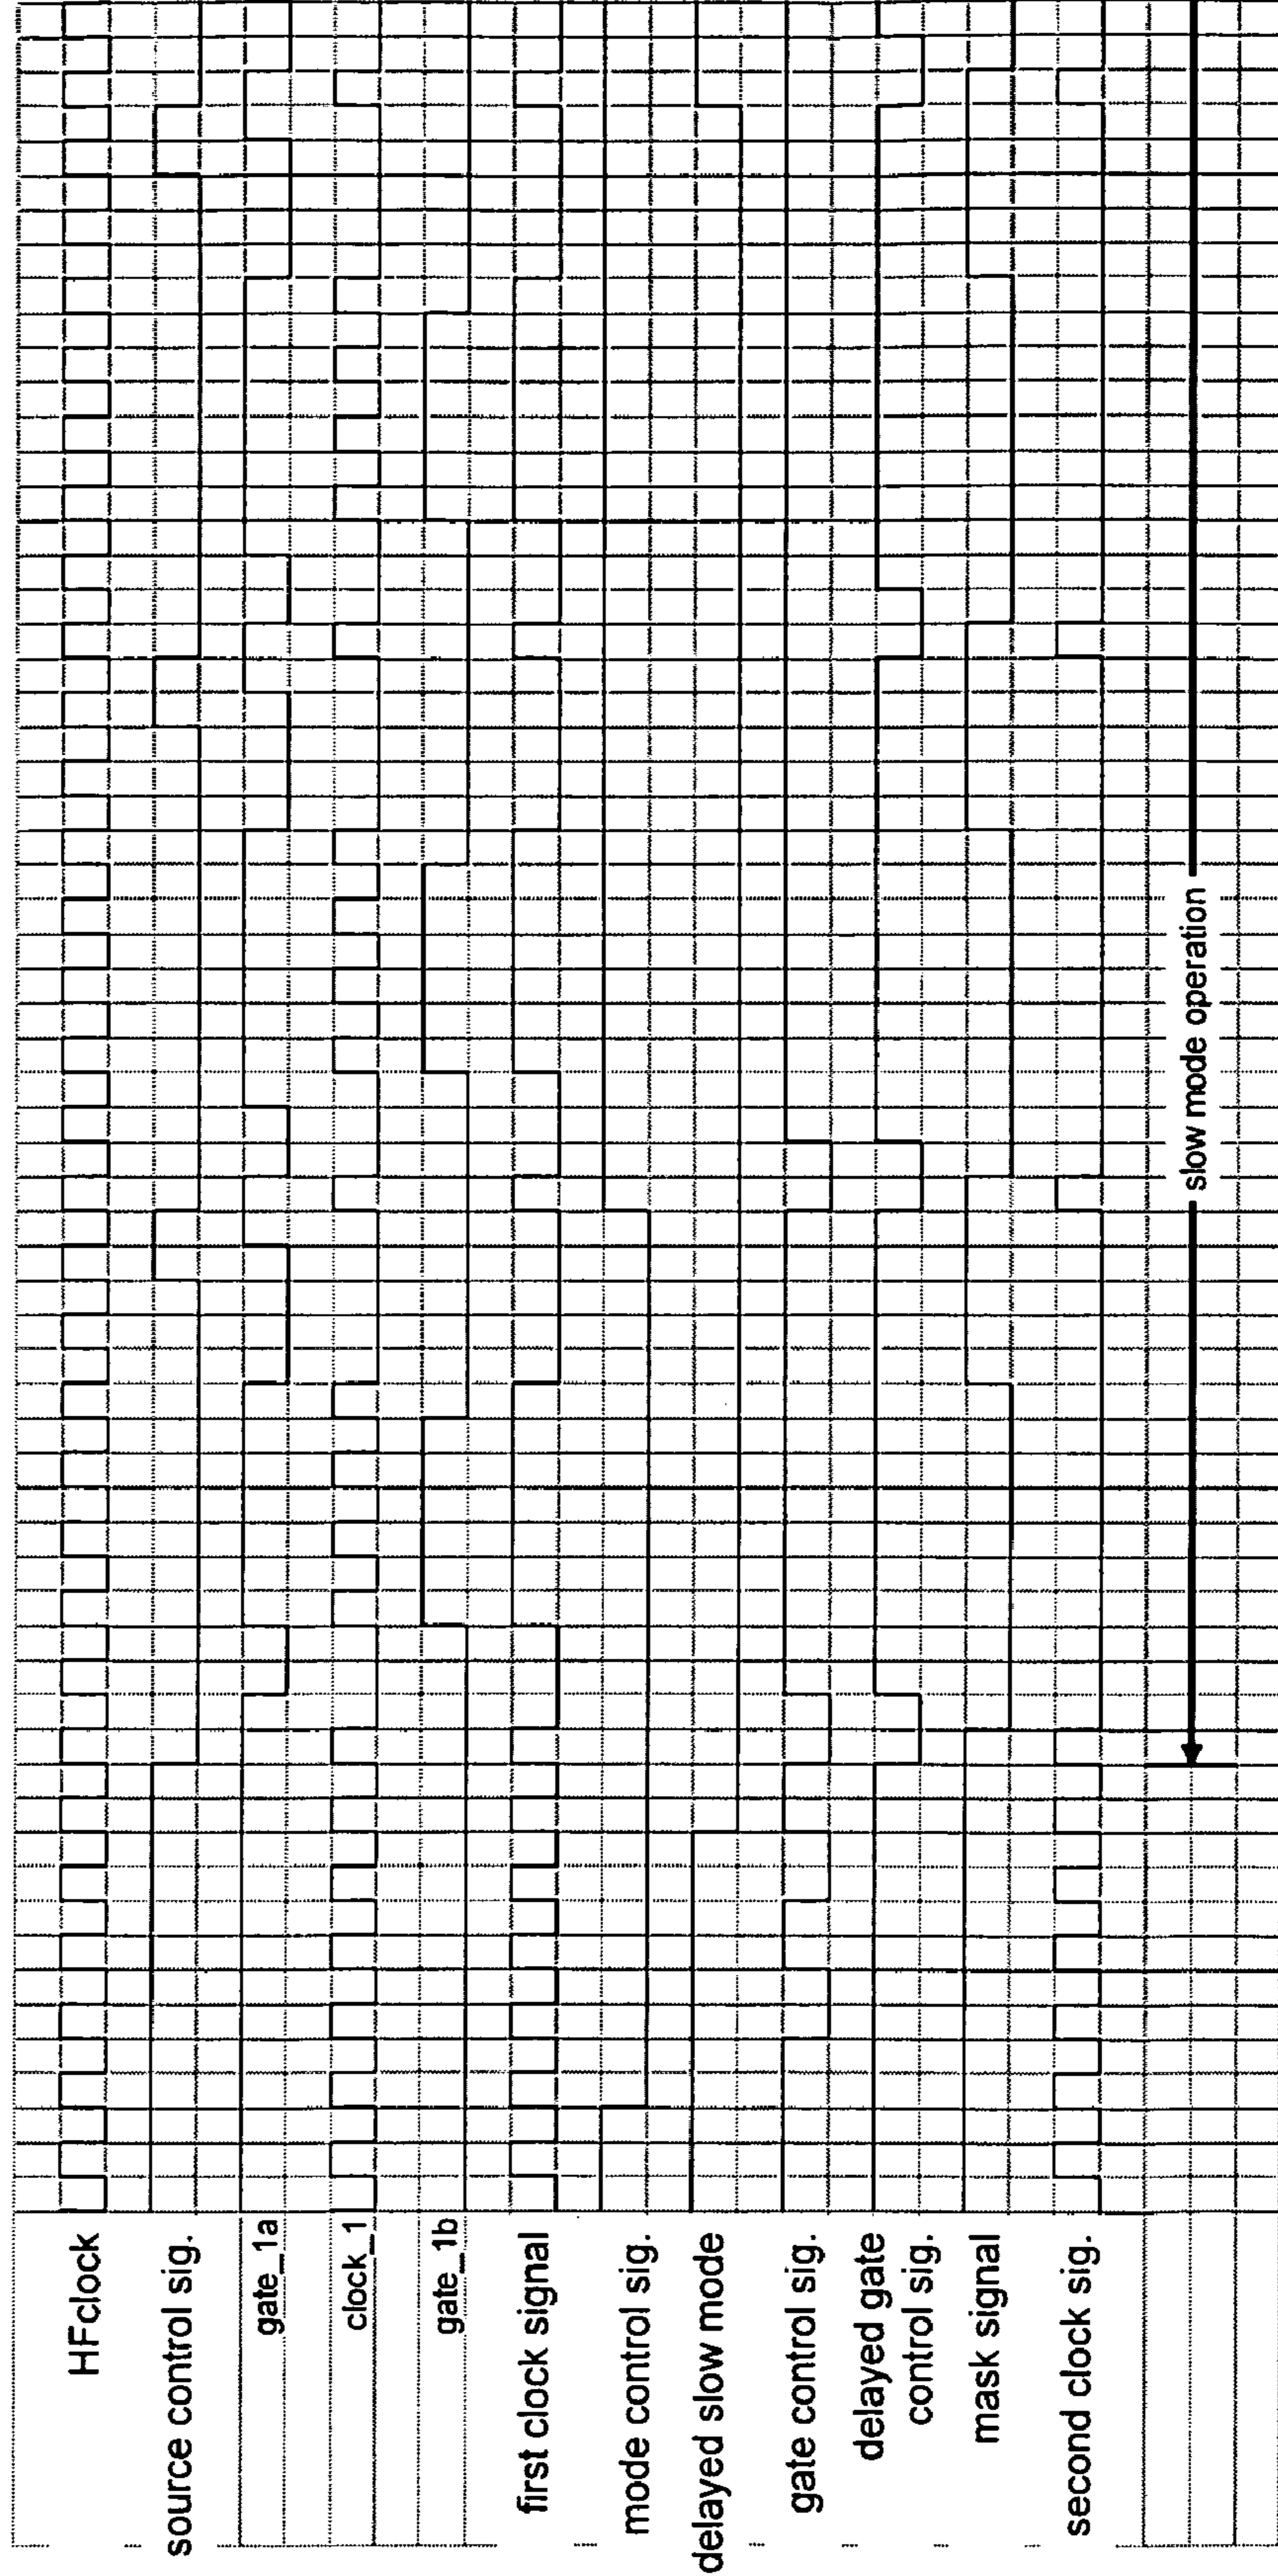 HFclock
source control sig.
gate_1a
clock_1
gate_1b
first clock signal
mode control sig.
delayed slow mode
gate control sig.
delayed gate
control sig.
mask signal
second clock sig.
slow mode operation